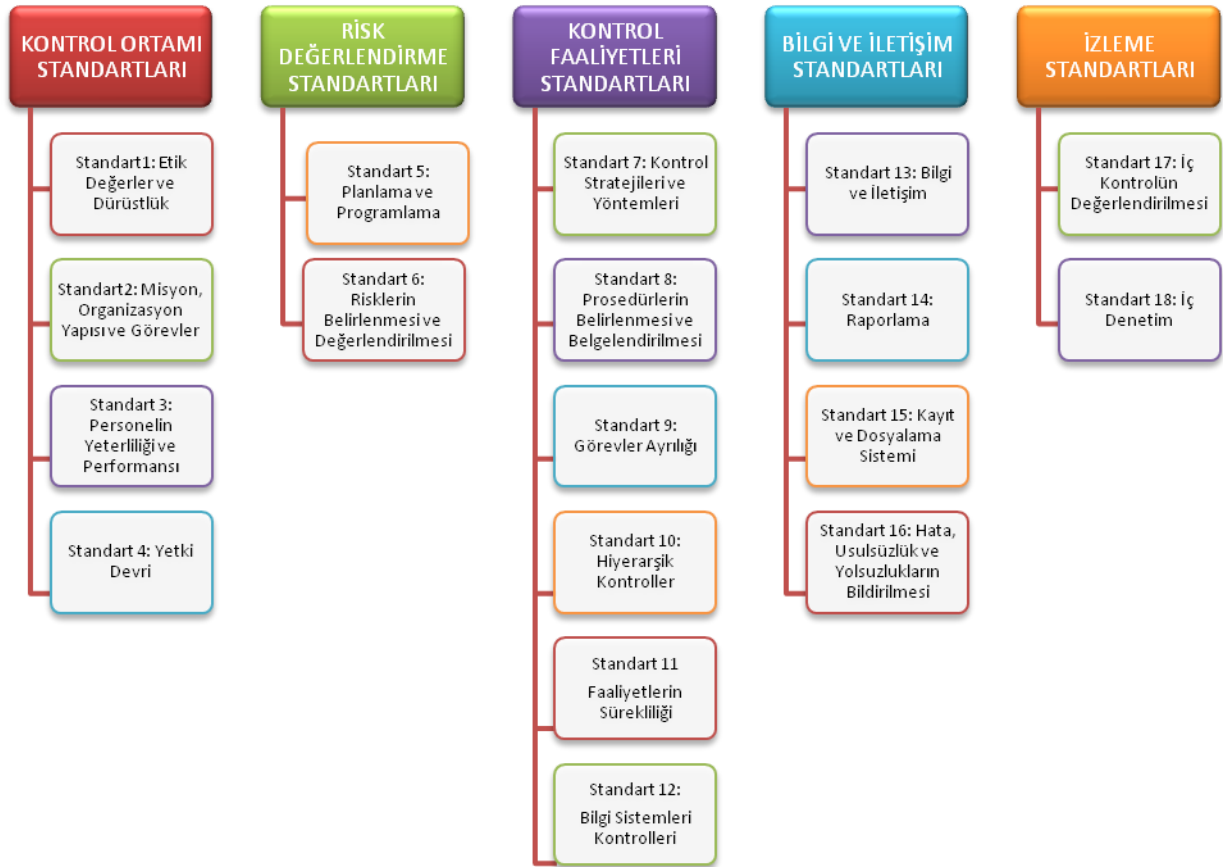 KONTROL ORTAMI
STANDARTLARI
Standart1: Etik
Değerler ve
Dürüstlük
Standart2: Misyon,
Organizasyon
Yapısı ve Görevler
Standart 3:
Personelin
Yeterliliği ve
Performansı
Standart 4: Yetki
Devri
RİSK
DEĞERLENDİRME
STANDARTLARI
Standart 5:
Planlama ve
Programlama
Standart 6:
Risklerin
Belirlenmesi ve
Değerlendirilmesi
KONTROL
FAALİYETLERİ
STANDARTLARI
Standart 7: Kontrol
Stratejileri ve
Yöntemleri
Standart 8:
Prosedürlerin
Belirlenmesi ve
Belgelendirilmesi
Standart 9:
Görevler Ayrılığı
Standart 10:
Hiyerarşik
Kontroller
Standart 11
Faaliyetlerin
Sürekliliği
Standart 12:
Bilgi Sistemleri
Kontrolleri
BİLGİ VE İLETİŞİM
STANDARTLARI
Standart 13: Bilgi
ve İletişim
Standart 14:
Raporlama
Standart 15: Kayıt
ve Dosyalama
Sistemi
Standart 16: Hata,
Usulsüzlük ve
Yolsuzlukların
Bildirilmesi
İZLEME
STANDARTLARI
Standart 17: İç
Kontrolün
Değerlendirilmesi
Standart 18: İç
Denetim